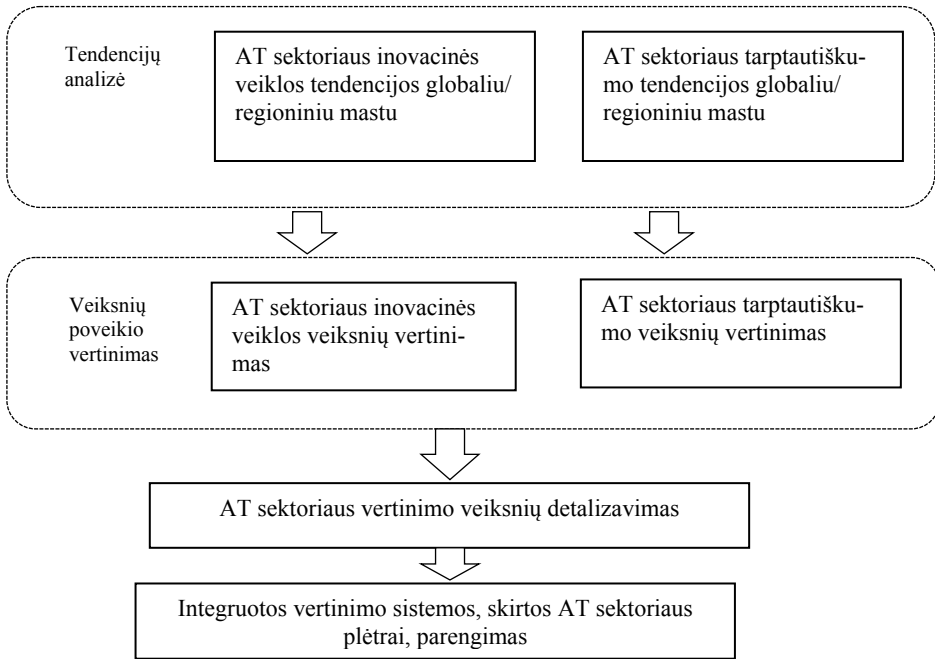 Tendencijų
analizė
AT sektoriaus inovacinės
veiklos tendencijos globaliu/
regioniniu mastu
AT sektoriaus tarptautišku-
mo tendencijos globaliu/
regioniniu mastu
Veiksnių
poveikio
vertinimas
AT sektoriaus inovacinės
veiklos veiksnių vertini-
mas
AT sektoriaus tarptautišku-
mo veiksnių vertinimas
AT sektoriaus vertinimo veiksnių detalizavimas
Integruotos vertinimo sistemos, skirtos AT sektoriaus
plėtrai, parengimas